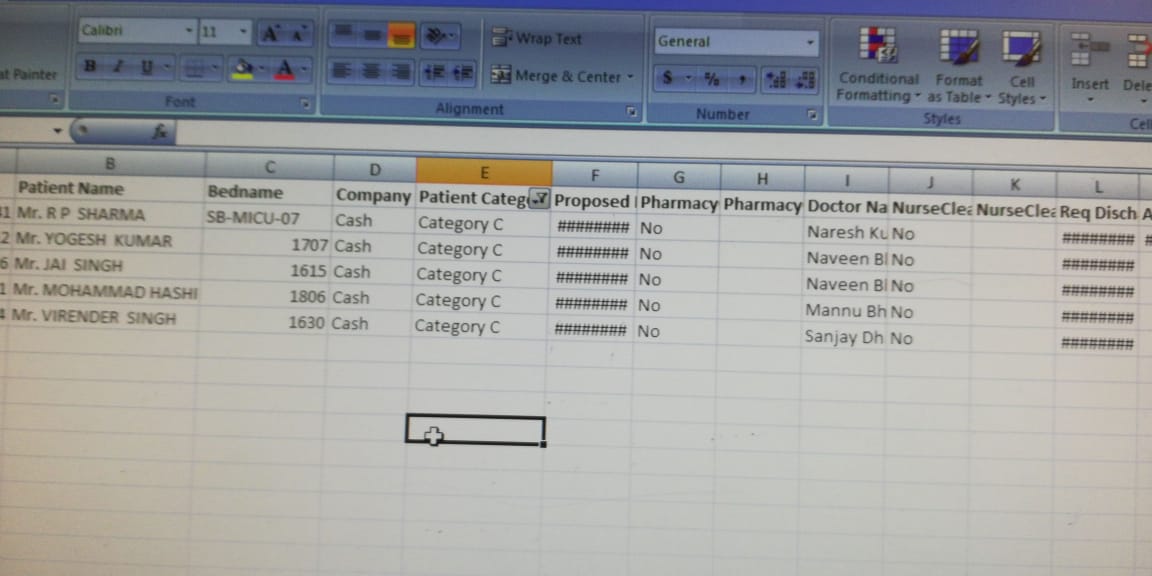 Calibri 11 A A Wrap Text General
at Painter B I U Merge & Center $ % , Conditional Formatting Format as Table Cell Styles Insert Dele
Font Alignment Number Styles Cell
fx
B C D E F G H I J K L
Patient Name Bedname Company Patient Categ Proposed Pharmacy Pharmacy Doctor Na NurseClea NurseClea Req Disch A
31 Mr. R P SHARMA SB-MICU-07 Cash Category C ######## No Naresh Ku No ######## #
2 Mr. YOGESH KUMAR 1707 Cash Category C ######## No Naveen Bl No ########
6 Mr. JAI SINGH 1615 Cash Category C ######## No Naveen Bl No ########
1 Mr. MOHAMMAD HASHI 1806 Cash Category C ######## No Mannu Bh No ########
4 Mr. VIRENDER SINGH 1630 Cash Category C ######## No Sanjay Dh No ########